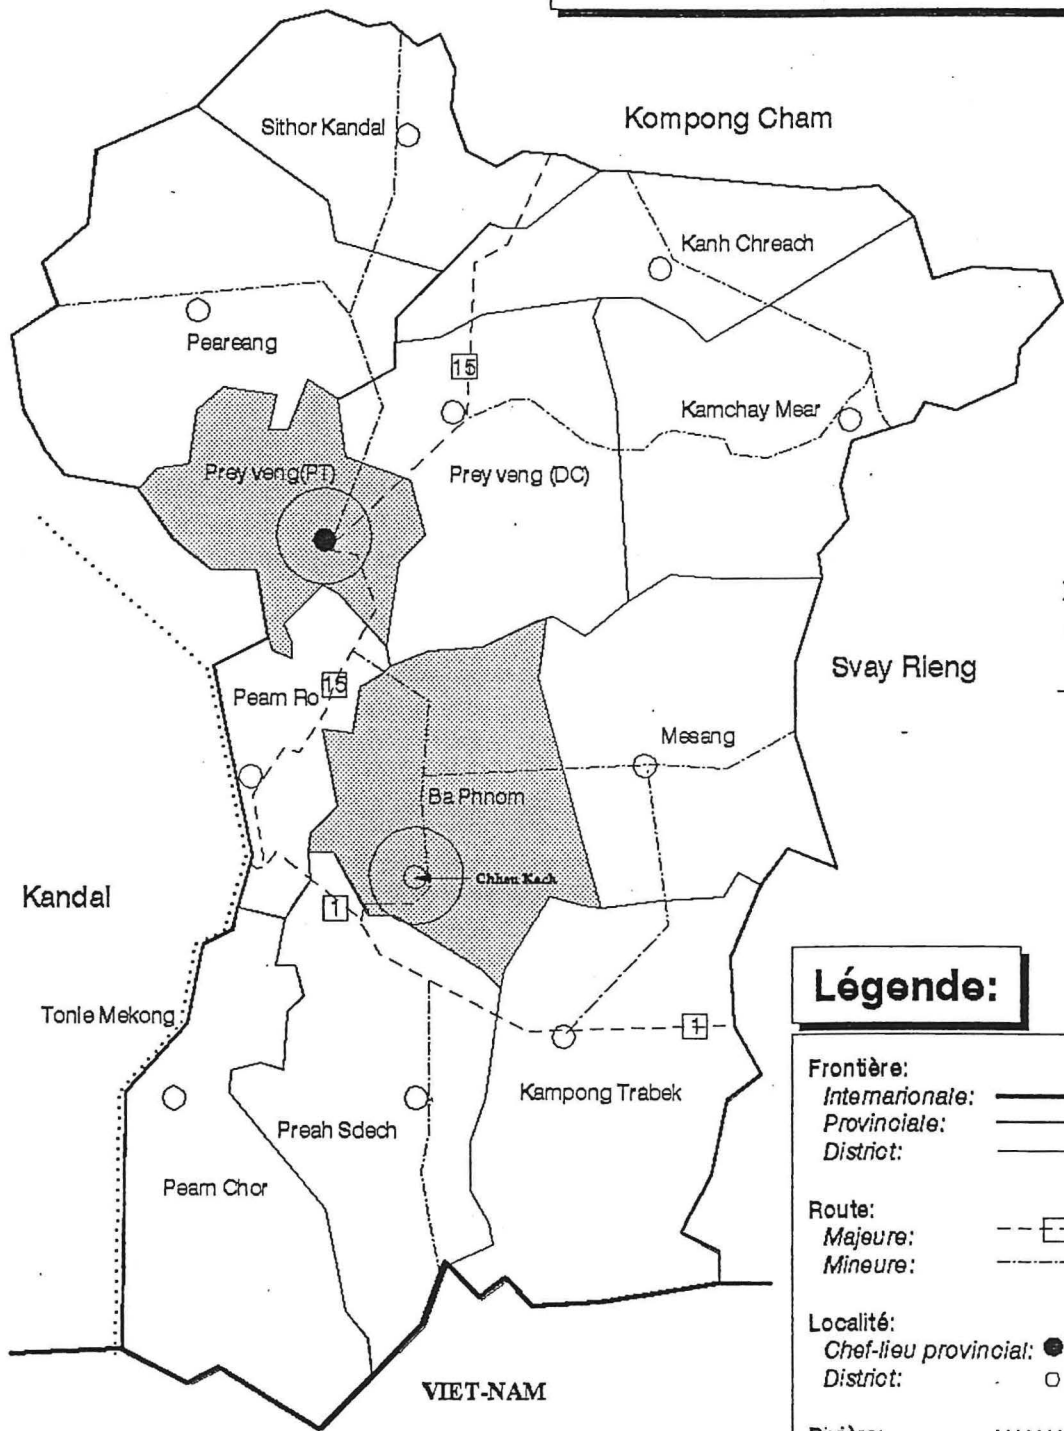 Kompong Cham
Sithor Kandal
Kanh Chreach
Peareang
15
Kamchay Mear
Prey veng(PT)
Prey veng (DC)
Svay Rieng
Peam Ro
15
Mesang
Ba Phnom
Chheu Kach
Kandal
1
Légende:
Tonle Mekong
1
Frontière:
Internarionale:
Provinciale:
District:
Kampong Trabek
Preah Sdech
Peam Chor
Route:
Majeure:
Mineure:
Localité:
Chef-lieu provincial:
District:
VIET-NAM